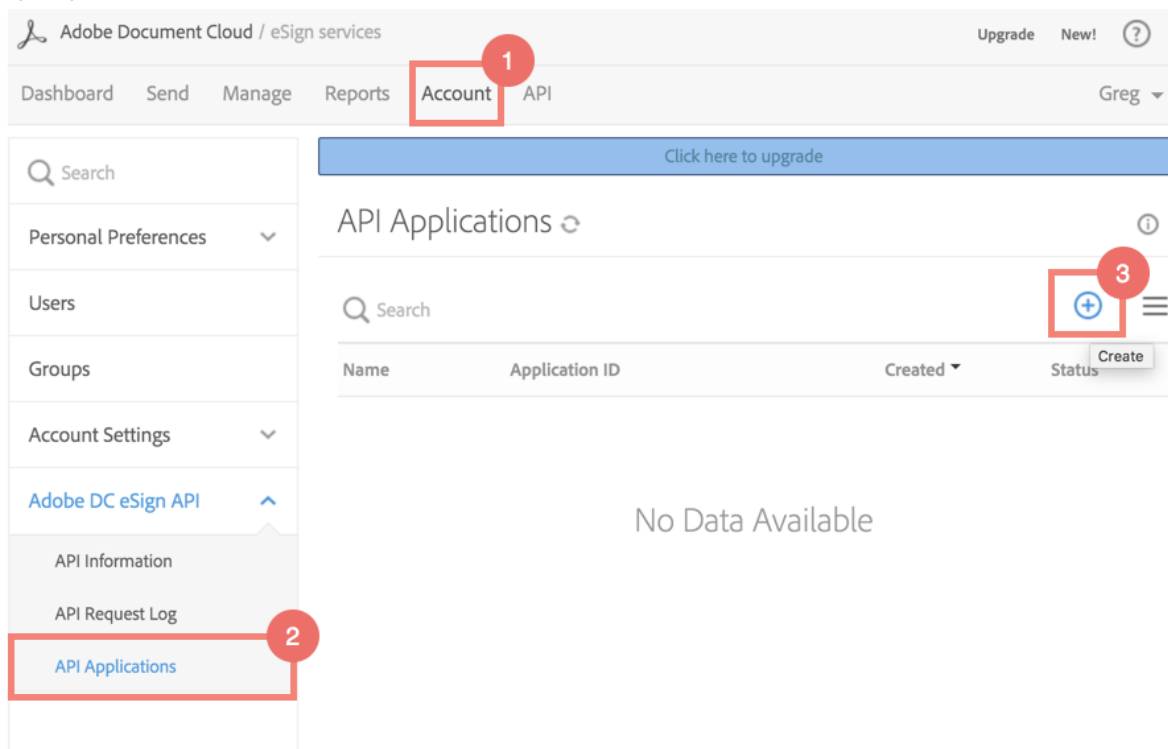 Adobe Document Cloud / eSign services
Upgrade New! ?
1
Dashboard Send Manage Reports Account API Greg
Search
Personal Preferences
Users
Groups
Account Settings
Adobe DC eSign API
API Information
API Request Log
2
API Applications
Click here to upgrade
API Applications
3
Search
Create
Name Application ID Created Status
No Data Available